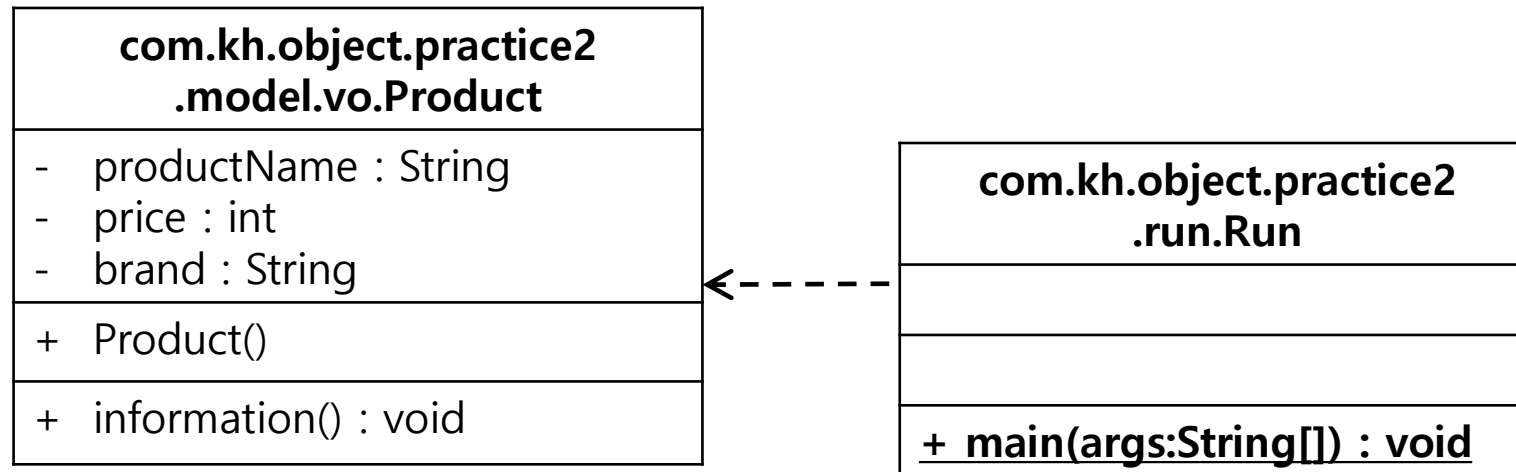 com.kh.object.practice2
.model.vo.Product
- productName : String
- price : int
- brand : String
+ Product()
+ information() : void
com.kh.object.practice2
.run.Run
+ main(args:String[]) : void